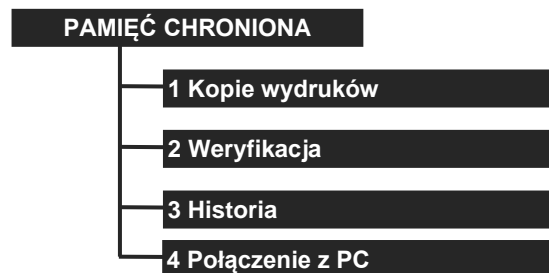 PAMIĘĆ CHRONIONA
1 Kopie wydruków
2 Weryfikacja
3 Historia
4 Połączenie z PC